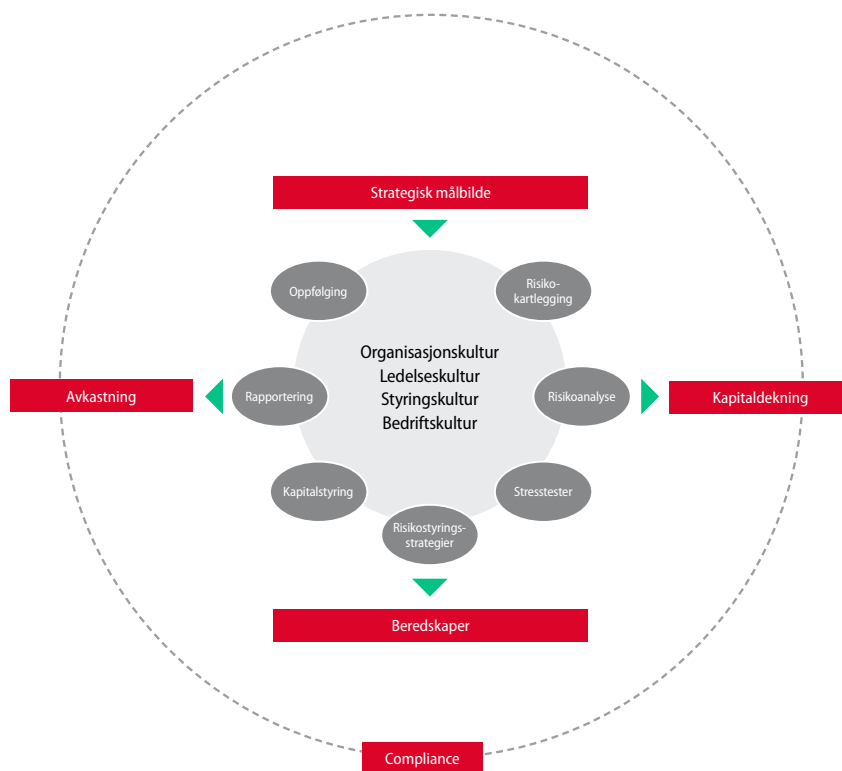 Strategisk målbilde
Oppfølging
Risiko-
kartlegging
Organisasjonskultur
Ledelseskultur
Styringskultur
Bedriftskultur
Avkastning
Rapportering
Risikoanalyse
Kapitaldekning
Kapitalstyring
Stresstester
Risikostyrings-
strategier
Beredskaper
Compliance